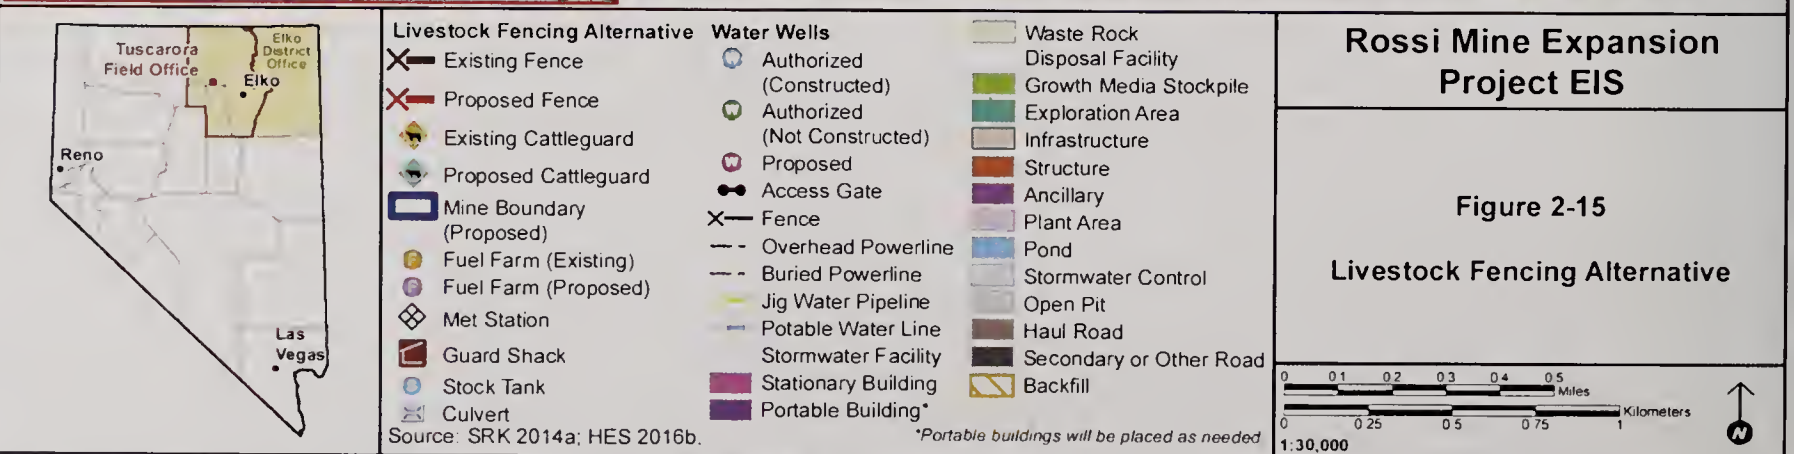 Tuscarora
Field Office
Elko
District
Office
Elko
Reno
Las
Vegas
Livestock Fencing Alternative
Existing Fence
Proposed Fence
Existing Cattleguard
Proposed Cattleguard
Mine Boundary
(Proposed)
F Fuel Farm (Existing)
F Fuel Farm (Proposed)
Met Station
Guard Shack
S Stock Tank
Culvert
Source: SRK 2014a; HES 2016b.
Water Wells
W Authorized
(Constructed)
W Authorized
(Not Constructed)
W Proposed
Access Gate
Fence
Overhead Powerline
Buried Powerline
Jig Water Pipeline
Potable Water Line
Stormwater Facility
Stationary Building
Portable Building*
Waste Rock
Disposal Facility
Growth Media Stockpile
Exploration Area
Infrastructure
Structure
Ancillary
Plant Area
Pond
Stormwater Control
Open Pit
Haul Road
Secondary or Other Road
Backfill
*Portable buildings will be placed as needed
Rossi Mine Expansion
Project EIS
Figure 2-15
Livestock Fencing Alternative
0 0.1 0.2 0.3 0.4 0.5
Miles
Kilometers
0 0.25 0.5 0.75 1
1:30,000
N